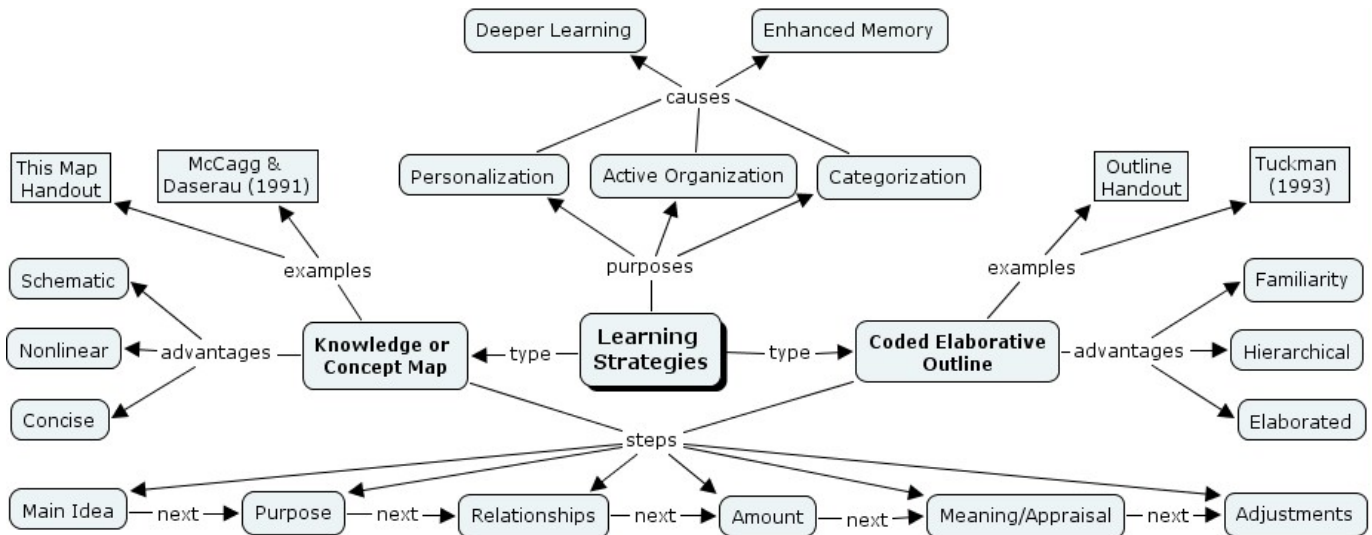 Deeper Learning
Enhanced Memory
causes
This Map
Handout
McCagg &
Daserau (1991)
Personalization
Active Organization
Categorization
Outline
Handout
Tuckman
(1993)
examples
purposes
examples
Schematic
Nonlinear
Concise
advantages
Knowledge or
Concept Map
type
Learning
Strategies
type
Coded Elaborative
Outline
advantages
Familiarity
Hierarchical
Elaborated
steps
Main Idea
next
Purpose
next
Relationships
next
Amount
next
Meaning/Appraisal
next
Adjustments